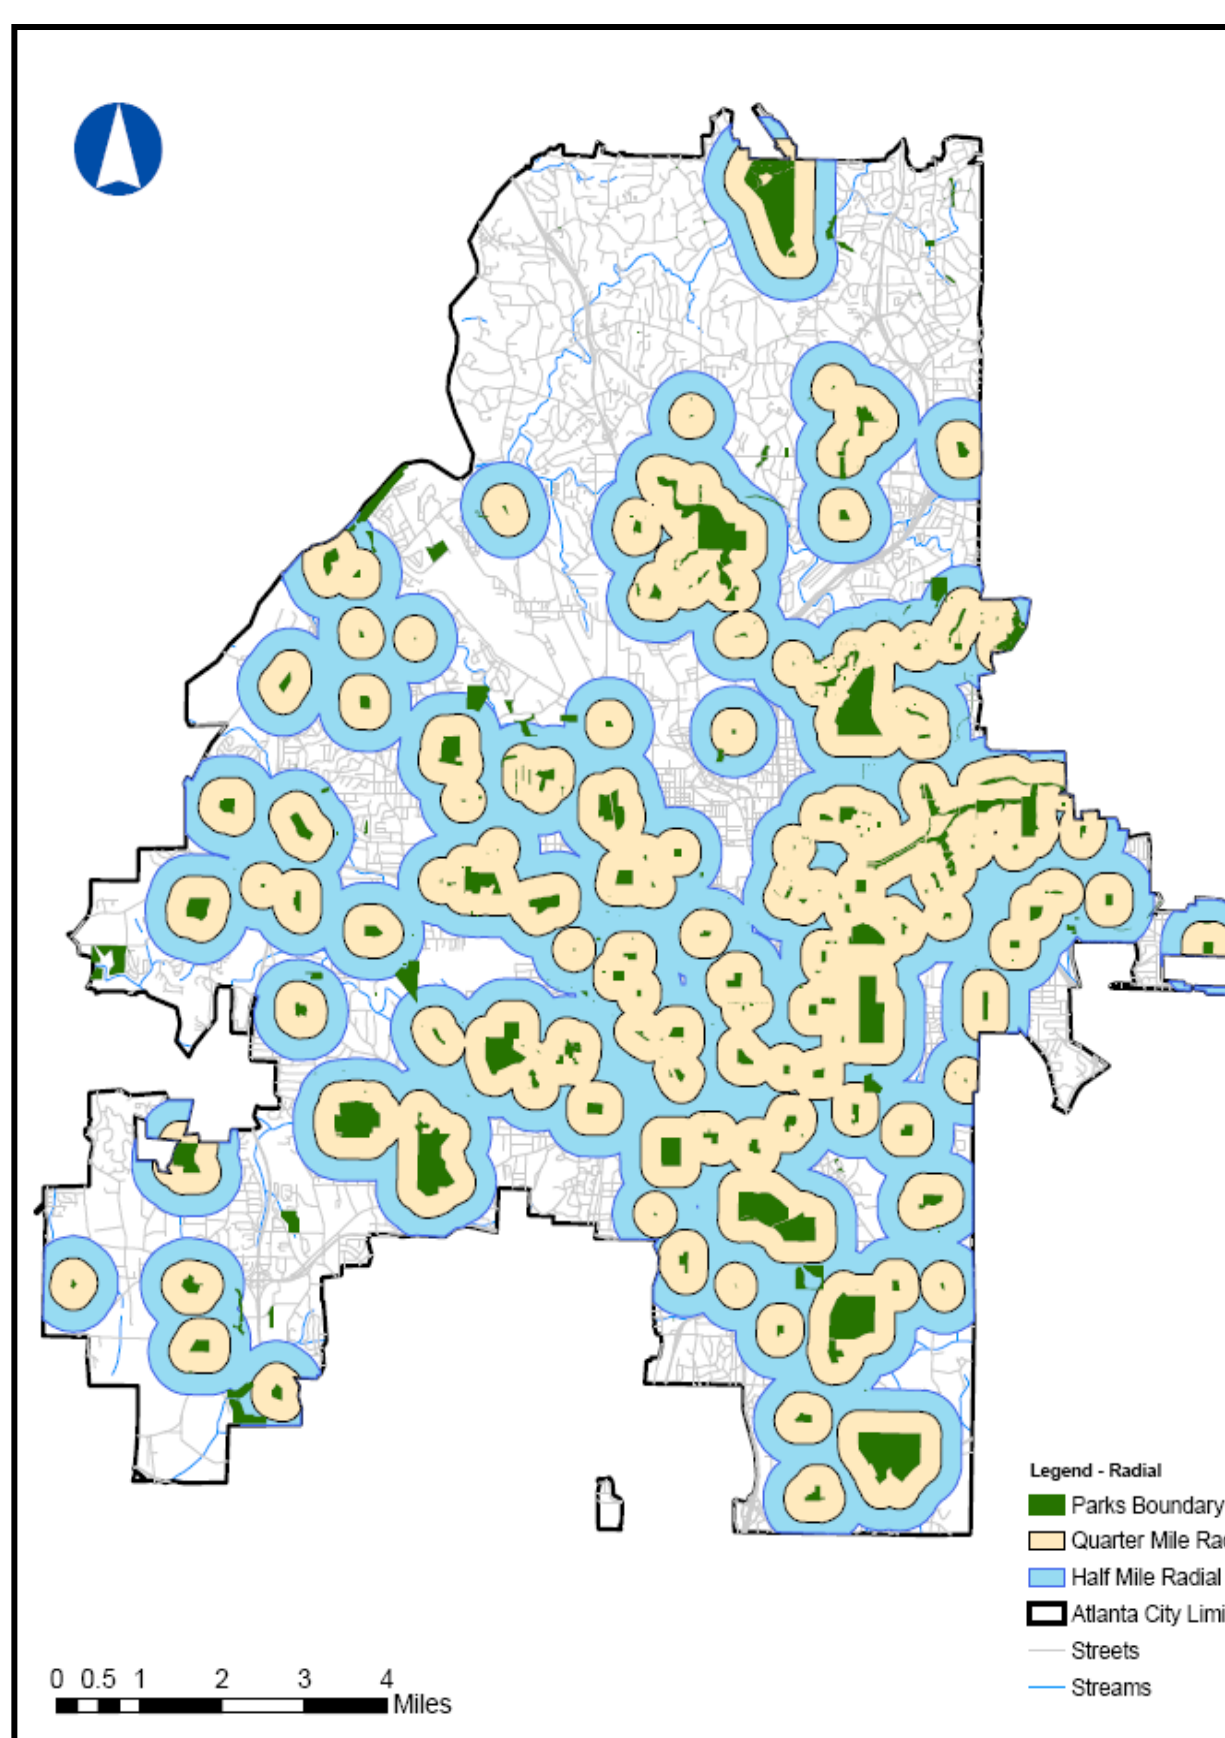 Legend - Radial
Parks Boundary
Quarter Mile Ra
Half Mile Radial
Atlanta City Limi
Streets
Streams
0 0.5 1 2 3 4
Miles